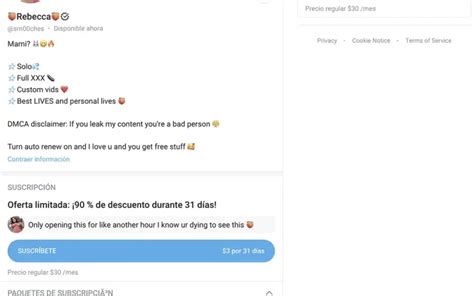 🍑Rebecca🍑
@sm00ches • Disponible ahora
Marni? 🐰😳🔥
⭐Solo💦
⭐ Full XXX 🍆
⭐ Custom vids ❤️
⭐ Best LIVES and personal lives 🍑
DMCA disclaimer: If you leak my content you're a bad person 🥺
Turn auto renew on and I love u and you get free stuff 🥰
Contraer información
SUSCRIPCIÓN
Oferta limitada: ¡90 % de descuento durante 31 días!
Only opening this for like another hour I know ur dying to see this 🍑
SUSCRÍBETE $3 por 31 días
Precio regular $30 /mes
PAQUETES DE SUBSCRIPCIÃ³N
Precio regular $30 /mes
Privacy • Cookie Notice • Terms of Service